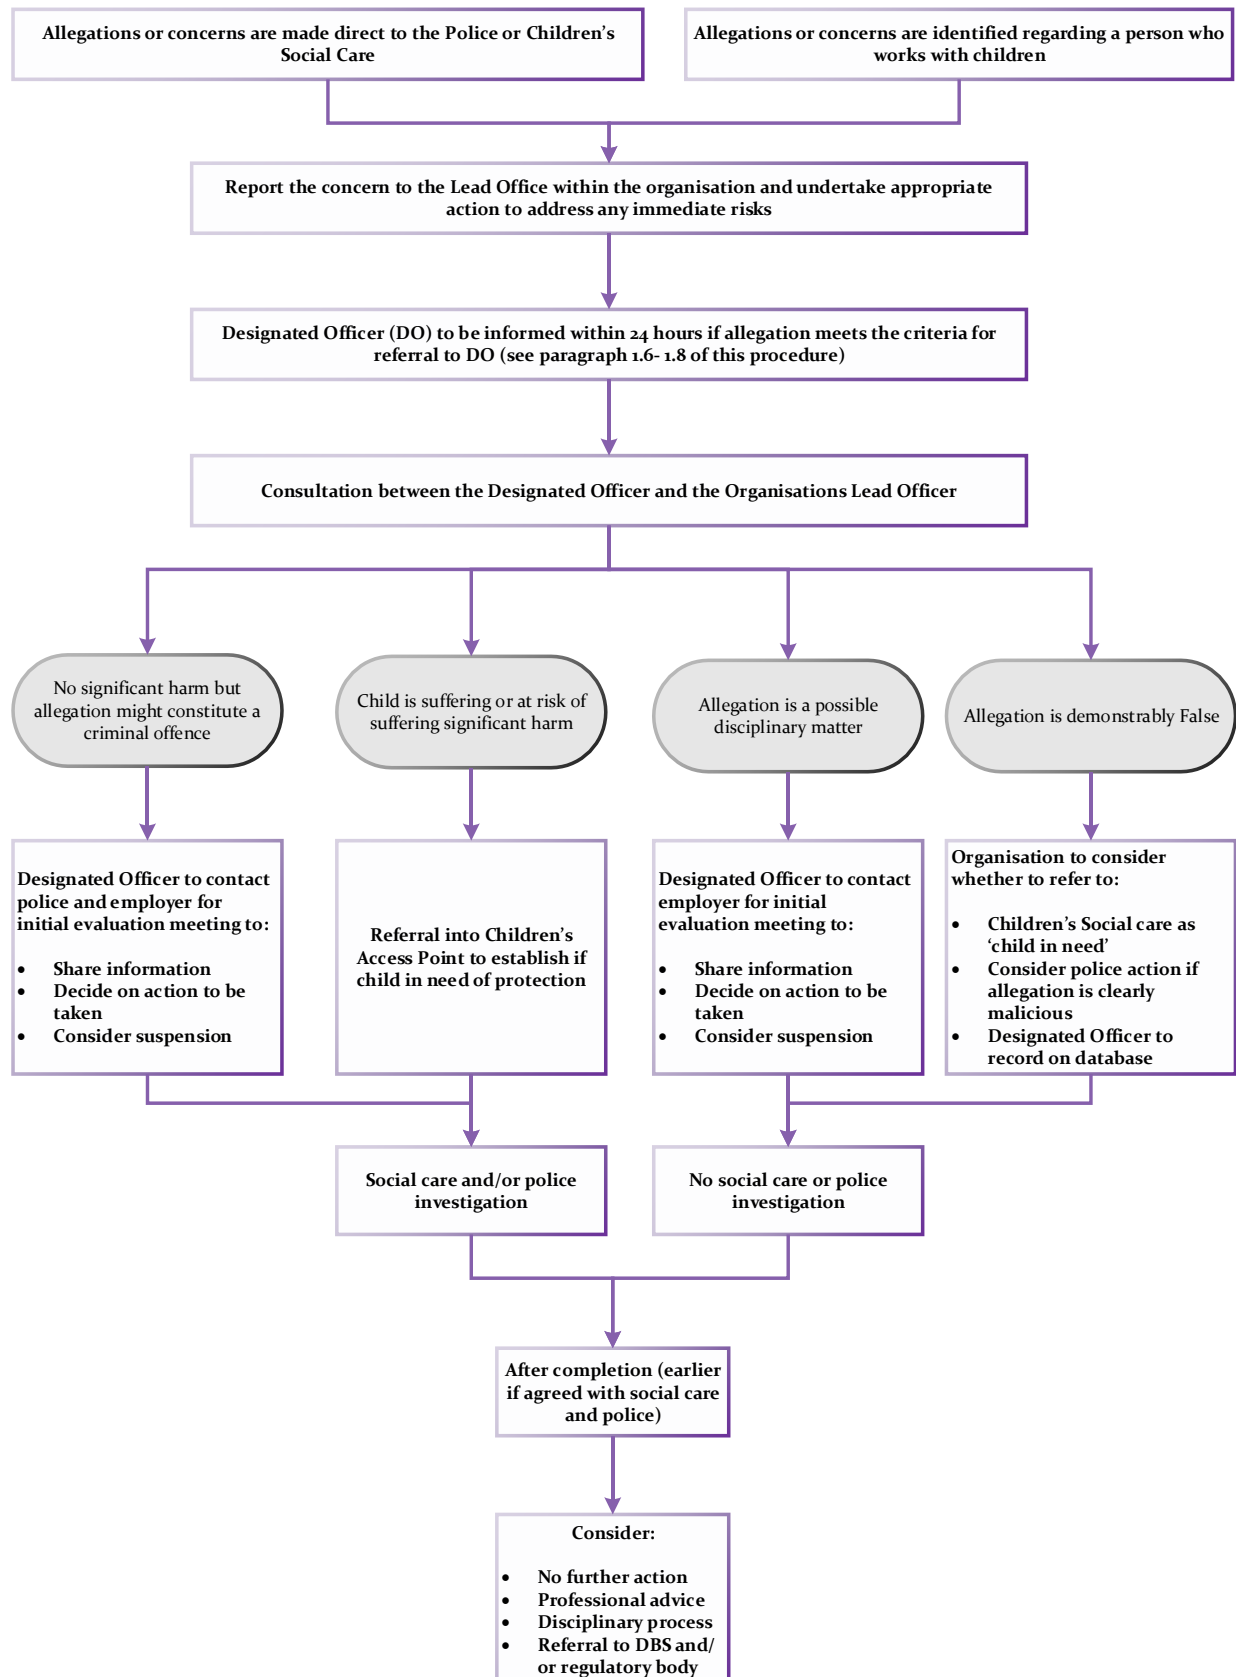 Allegations or concerns are made direct to the Police or Children's
Social Care
Allegations or concerns are identified regarding a person who
works with children
Report the concern to the Lead Office within the organisation and undertake appropriate
action to address any immediate risks
Designated Officer (DO) to be informed within 24 hours if allegation meets the criteria for
referral to DO (see paragraph 1.6- 1.8 of this procedure)
Consultation between the Designated Officer and the Organisations Lead Officer
No significant harm but
allegation might constitute a
criminal offence
Child is suffering or at risk of
suffering significant harm
Allegation is a possible
disciplinary matter
Allegation is demonstrably False
Designated Officer to contact
police and employer for
initial evaluation meeting to:
• Share information
• Decide on action to be
taken
• Consider suspension
Referral into Children's
Access Point to establish if
child in need of protection
Designated Officer to contact
employer for initial
evaluation meeting to:
• Share information
• Decide on action to be
taken
• Consider suspension
Organisation to consider
whether to refer to:
• Children's Social care as
'child in need'
• Consider police action if
allegation is clearly
malicious
• Designated Officer to
record on database
Social care and/or police
investigation
No social care or police
investigation
After completion (earlier
if agreed with social care
and police)
Consider:
• No further action
• Professional advice
• Disciplinary process
• Referral to DBS and/
or regulatory body